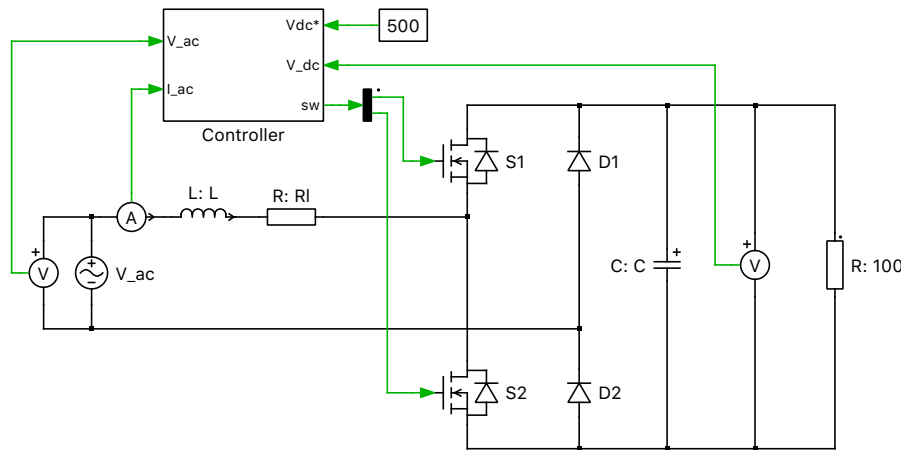 Vdc*
500
V_ac
V_dc
I_ac
sw
Controller
S1
D1
L: L
R: Rl
A
V
V_ac
C: C
V
R: 100
S2
D2